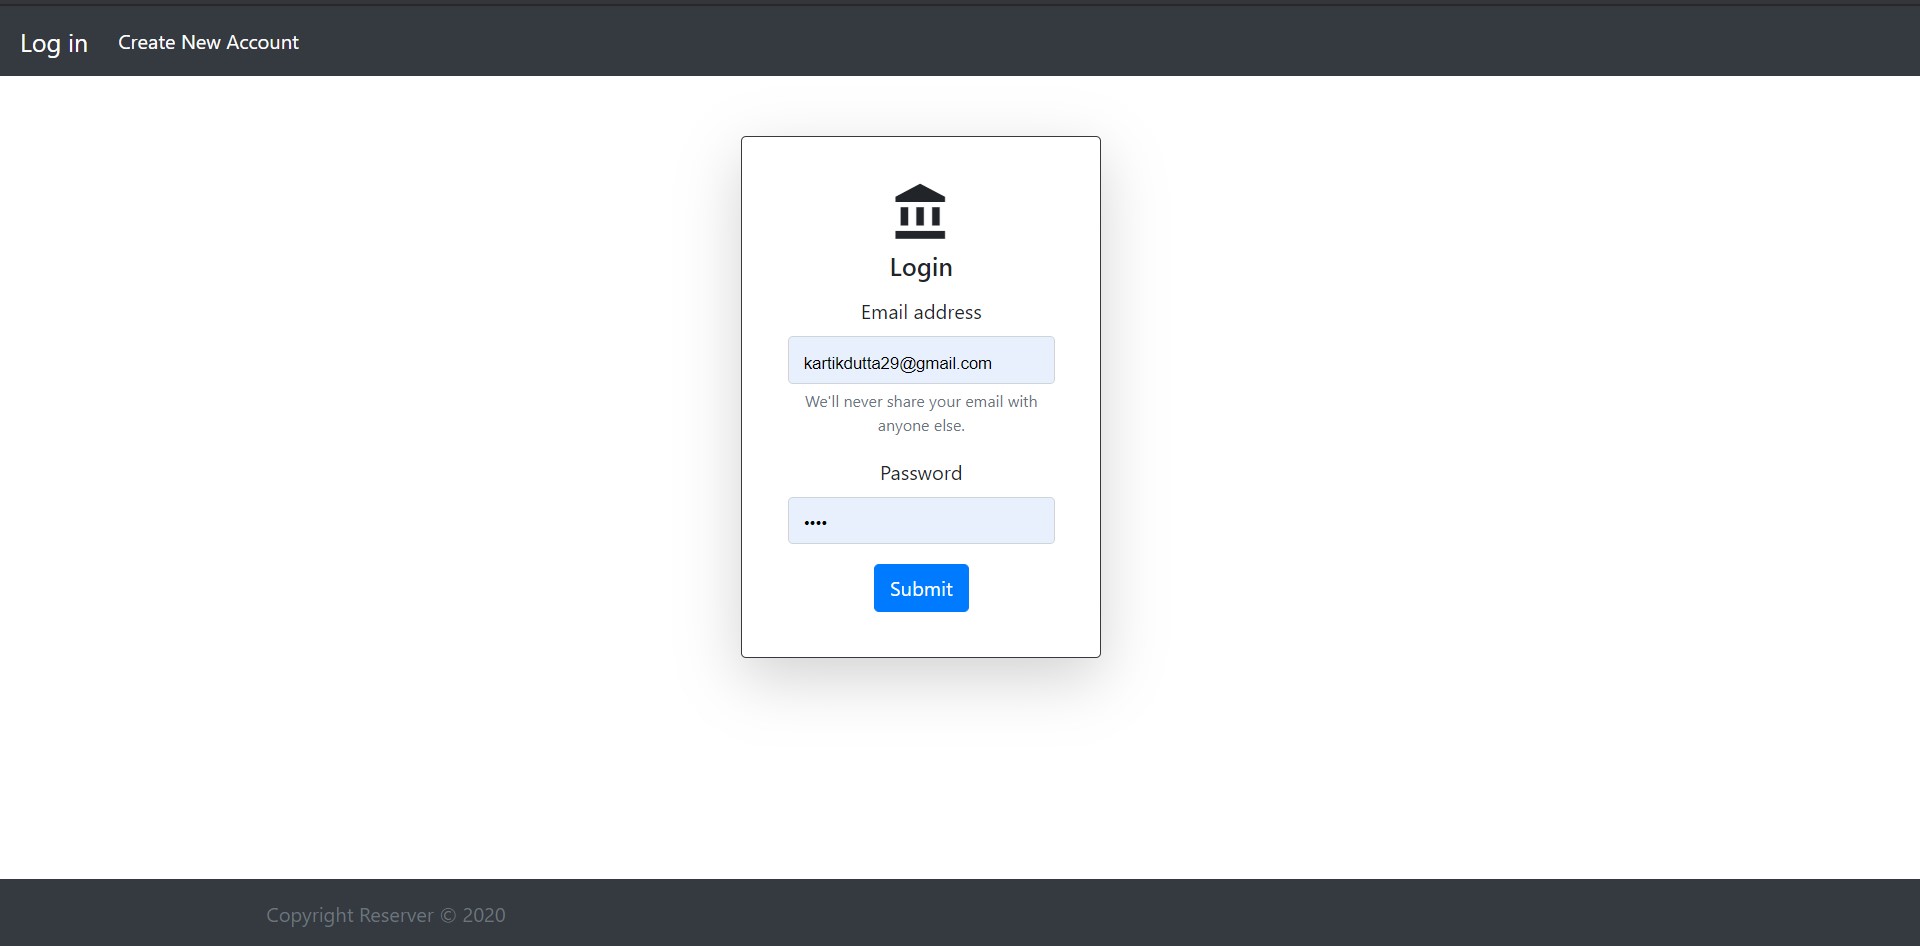 Log in Create New Account
Login
Email address
kartikdutta29@gmail.com
We'll never share your email with
anyone else.
Password
••••
Submit
Copyright Reserver © 2020